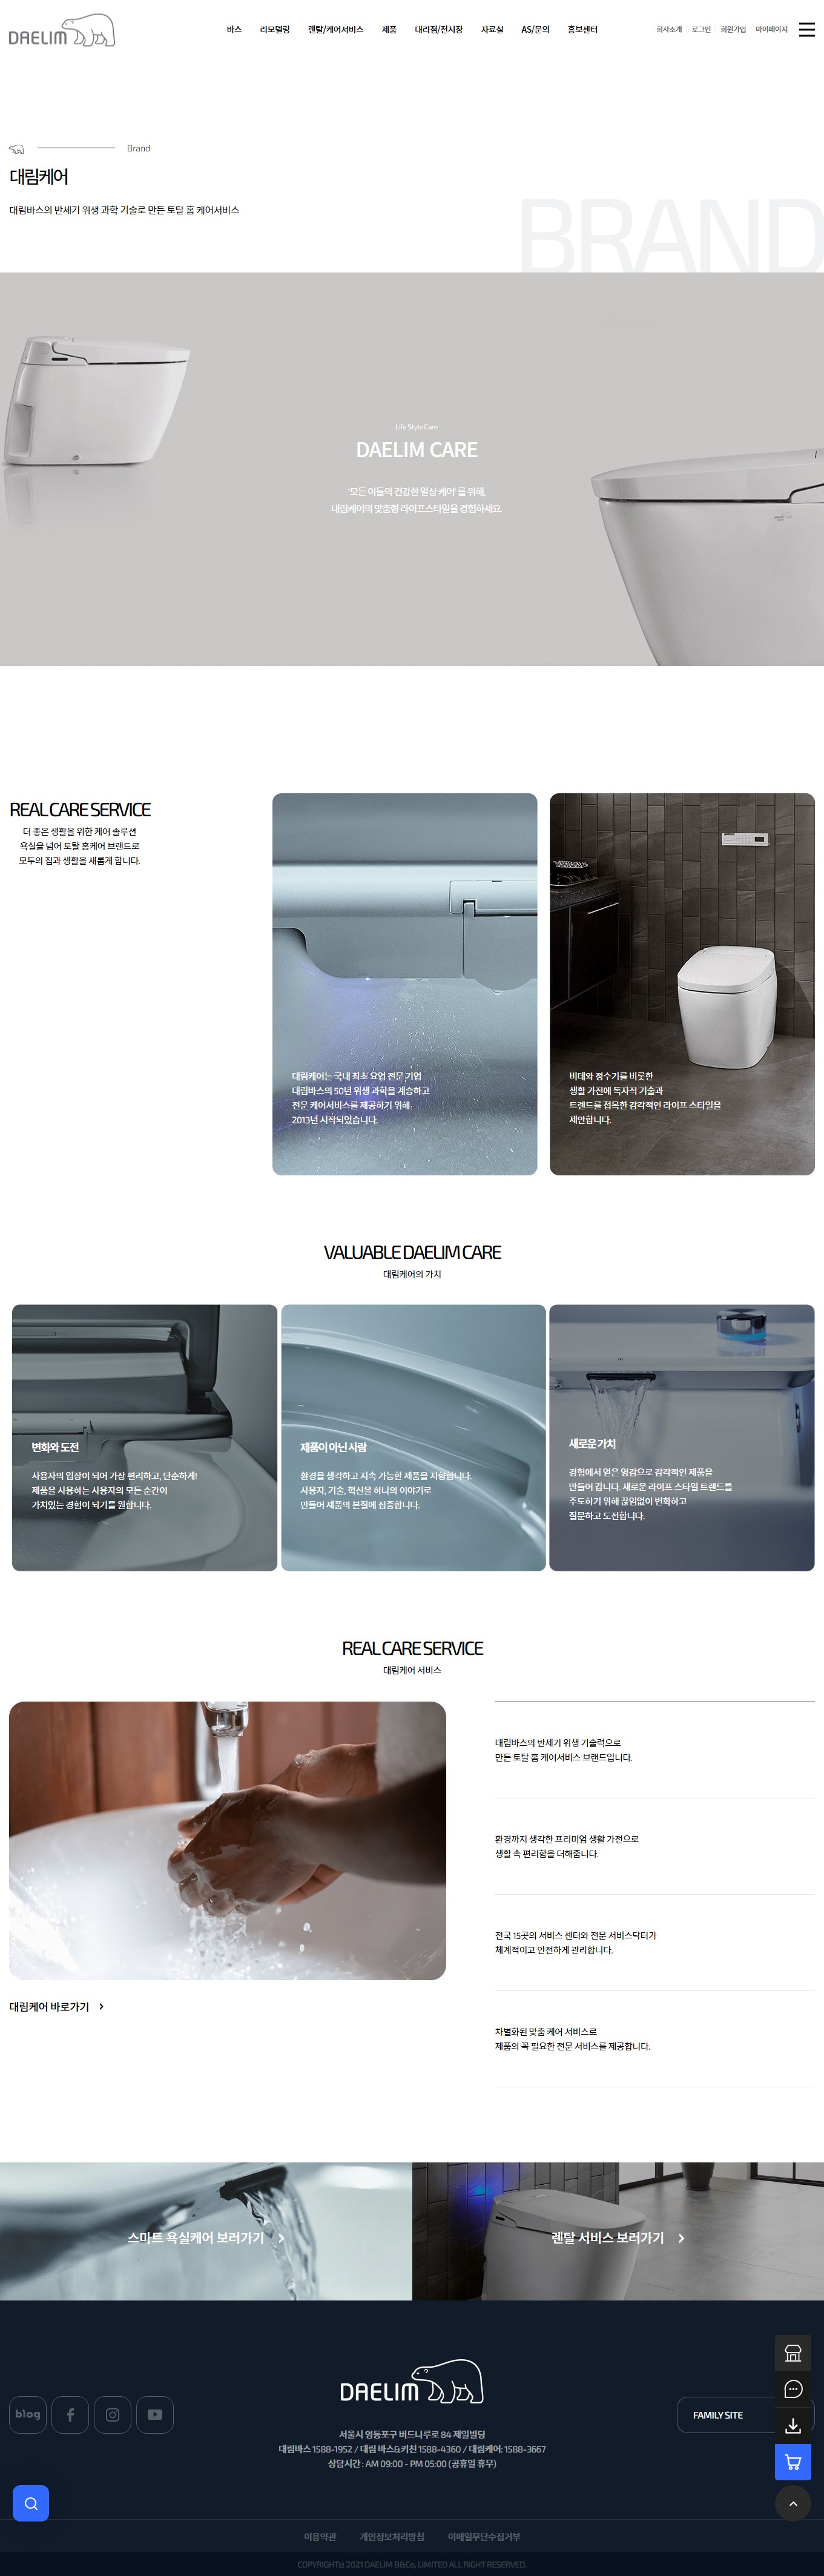 DAELIM
바스 리모델링 렌탈/케어서비스 제품 대리점/전시장 자료실 AS/문의 홍보센터
회사소개 로그인 회원가입 마이페이지
Brand
대림케어
대림바스의 반세기 위생 과학 기술로 만든 토탈 홈 케어서비스
BRAND
Life Style Care
DAELIM CARE
'모든 이들의 건강한 일상 케어' 를 위해,
대림케어의 맞춤형 라이프스타일을 경험하세요.
REAL CARE SERVICE
더 좋은 생활을 위한 케어 솔루션
욕실을 넘어 토탈 홈케어 브랜드로
모두의 집과 생활을 새롭게 합니다.
대림케어는 국내 최초 요업 전문 기업
대림바스의 50년 위생 과학을 계승하고
전문 케어서비스를 제공하기 위해
2013년 시작되었습니다.
비데와 정수기를 비롯한
생활 가전에 독자적 기술과
트렌드를 접목한 감각적인 라이프 스타일을
제안합니다.
VALUABLE DAELIM CARE
대림케어의 가치
변화와 도전
사용자의 입장이 되어 가장 편리하고, 단순하게!
제품을 사용하는 사용자의 모든 순간이
가치있는 경험이 되기를 원합니다.
제품이 아닌 사람
환경을 생각하고 지속 가능한 제품을 지향합니다.
사용자, 기술, 혁신을 하나의 이야기로
만들어 제품의 본질에 집중합니다.
새로운 가치
경험에서 얻은 영감으로 감각적인 제품을
만들어 갑니다. 새로운 라이프 스타일 트렌드를
주도하기 위해 끊임없이 변화하고
질문하고 도전합니다.
REAL CARE SERVICE
대림케어 서비스
대림바스의 반세기 위생 기술력으로
만든 토탈 홈 케어서비스 브랜드입니다.
환경까지 생각한 프리미엄 생활 가전으로
생활 속 편리함을 더해줍니다.
전국 15곳의 서비스 센터와 전문 서비스닥터가
체계적이고 안전하게 관리합니다.
차별화된 맞춤 케어 서비스로
제품의 꼭 필요한 전문 서비스를 제공합니다.
대림케어 바로가기
스마트 욕실케어 보러가기
렌탈 서비스 보러가기
DAELIM
blog
FAMILY SITE
서울시 영등포구 버드나루로 84 제일빌딩
대림바스 1588-1952 / 대림 바스&키친 1588-4360 / 대림케어: 1588-3667
상담시간 : AM 09:00 - PM 05:00 (공휴일 휴무)
이용약관 개인정보처리방침 이메일무단수집거부
COPYRIGHT@ 2021 DAELIM B&Co, LIMITED ALL RIGHT RESERVED.